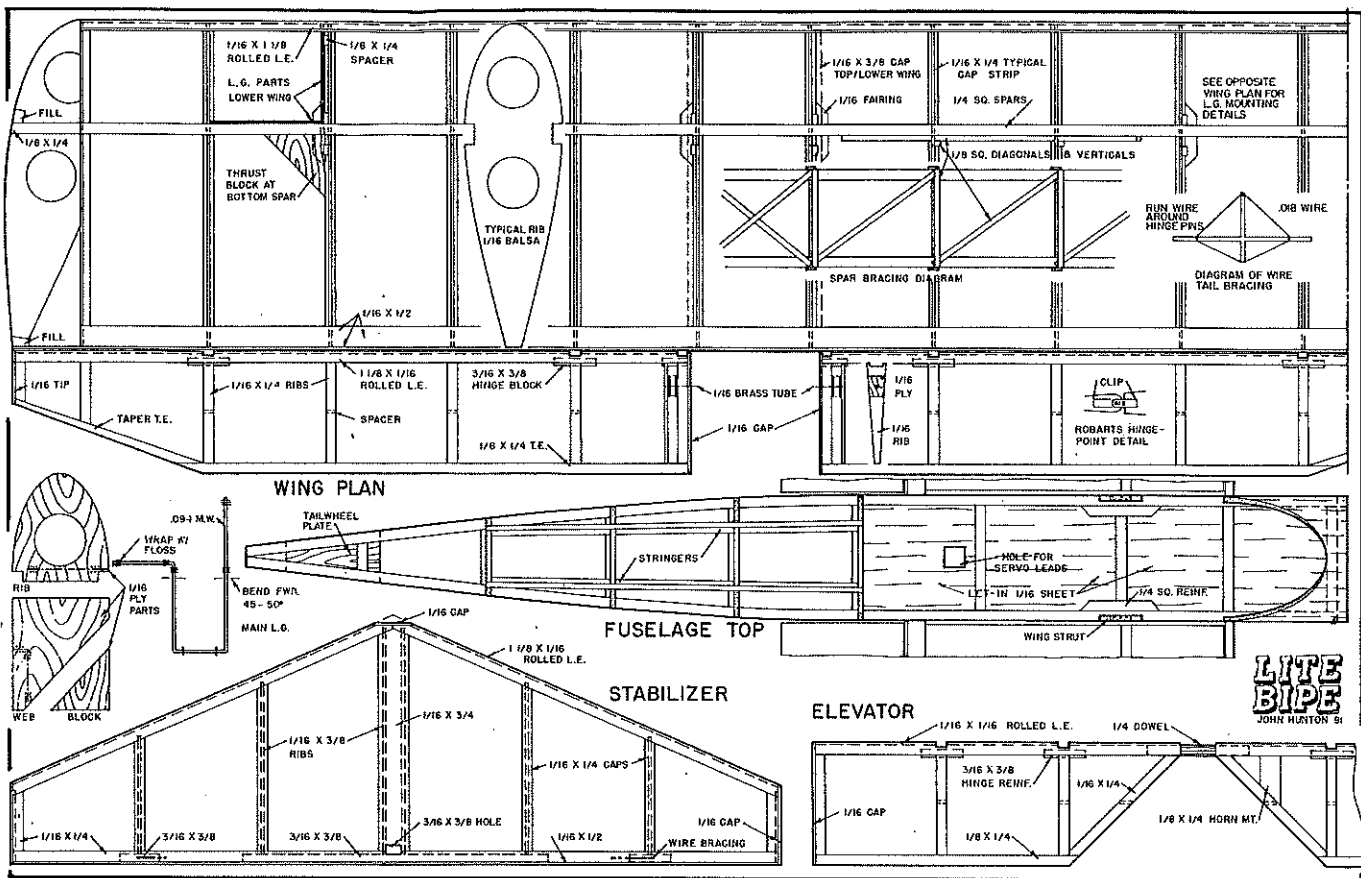 1/16 X 1 1/8
ROLLED L.E.
1/8 X 1/4
SPACER
L.G. PARTS
LOWER WING
FILL
1/8 X 1/4
THRUST
BLOCK AT
BOTTOM SPAR
TYPICAL RIB
1/16 BALSA
1/16 X 3/8 CAP
TOP/LOWER WING
1/16 FAIRING
1/16 X 1/4 TYPICAL
CAP STRIP
1/4 SQ. SPARS
SEE OPPOSITE
WING PLAN FOR
L.G. MOUNTING
DETAILS
1/8 SQ. DIAGONALS & VERTICALS
RUN WIRE
AROUND
HINGE PINS
.018 WIRE
SPAR BRACING DIAGRAM
DIAGRAM OF WIRE
TAIL BRACING
FILL
1/16 X 1/2
1/16 TIP
TAPER T.E.
1/16 X 1/4 RIBS
SPACER
1 1/8 X 1/16
ROLLED L.E.
3/16 X 3/8
HINGE BLOCK
1/8 X 1/4 T.E.
1/16 BRASS TUBE
1/16 CAP
1/16
PLY
1/16
RIB
CLIP
ROBARTS HINGE-
POINT DETAIL
WING PLAN
WRAP W/
FLOSS
M.W.
RIB
1/16
PLY
PARTS
BEND FWD.
45-50°
MAIN L.G.
WEB
BLOCK
TAILWHEEL
PLATE
STRINGERS
HOLE FOR
SERVO LEADS
LET-IN 1/16 SHEET
1/4 SQ. REINF.
WING STRUT
FUSELAGE TOP
1/16 CAP
1 1/8 X 1/16
ROLLED L.E.
STABILIZER
1/16 X 3/4
1/16 X 3/8
RIBS
1/16 X 1/4 CAPS
1/16 X 1/4
3/16 X 3/8
3/16 X 3/8
3/16 X 3/8 HOLE
1/16 X 1/2
WIRE BRACING
1/16 CAP
LITE
BIPE
JOHN HUNTON 91
ELEVATOR
1/16 X 1/16 ROLLED L.E.
1/4 DOWEL
3/16 X 3/8
HINGE REINF.
1/16 X 1/4
1/16 CAP
1/8 X 1/4
1/8 X 1/4 HORN MT.